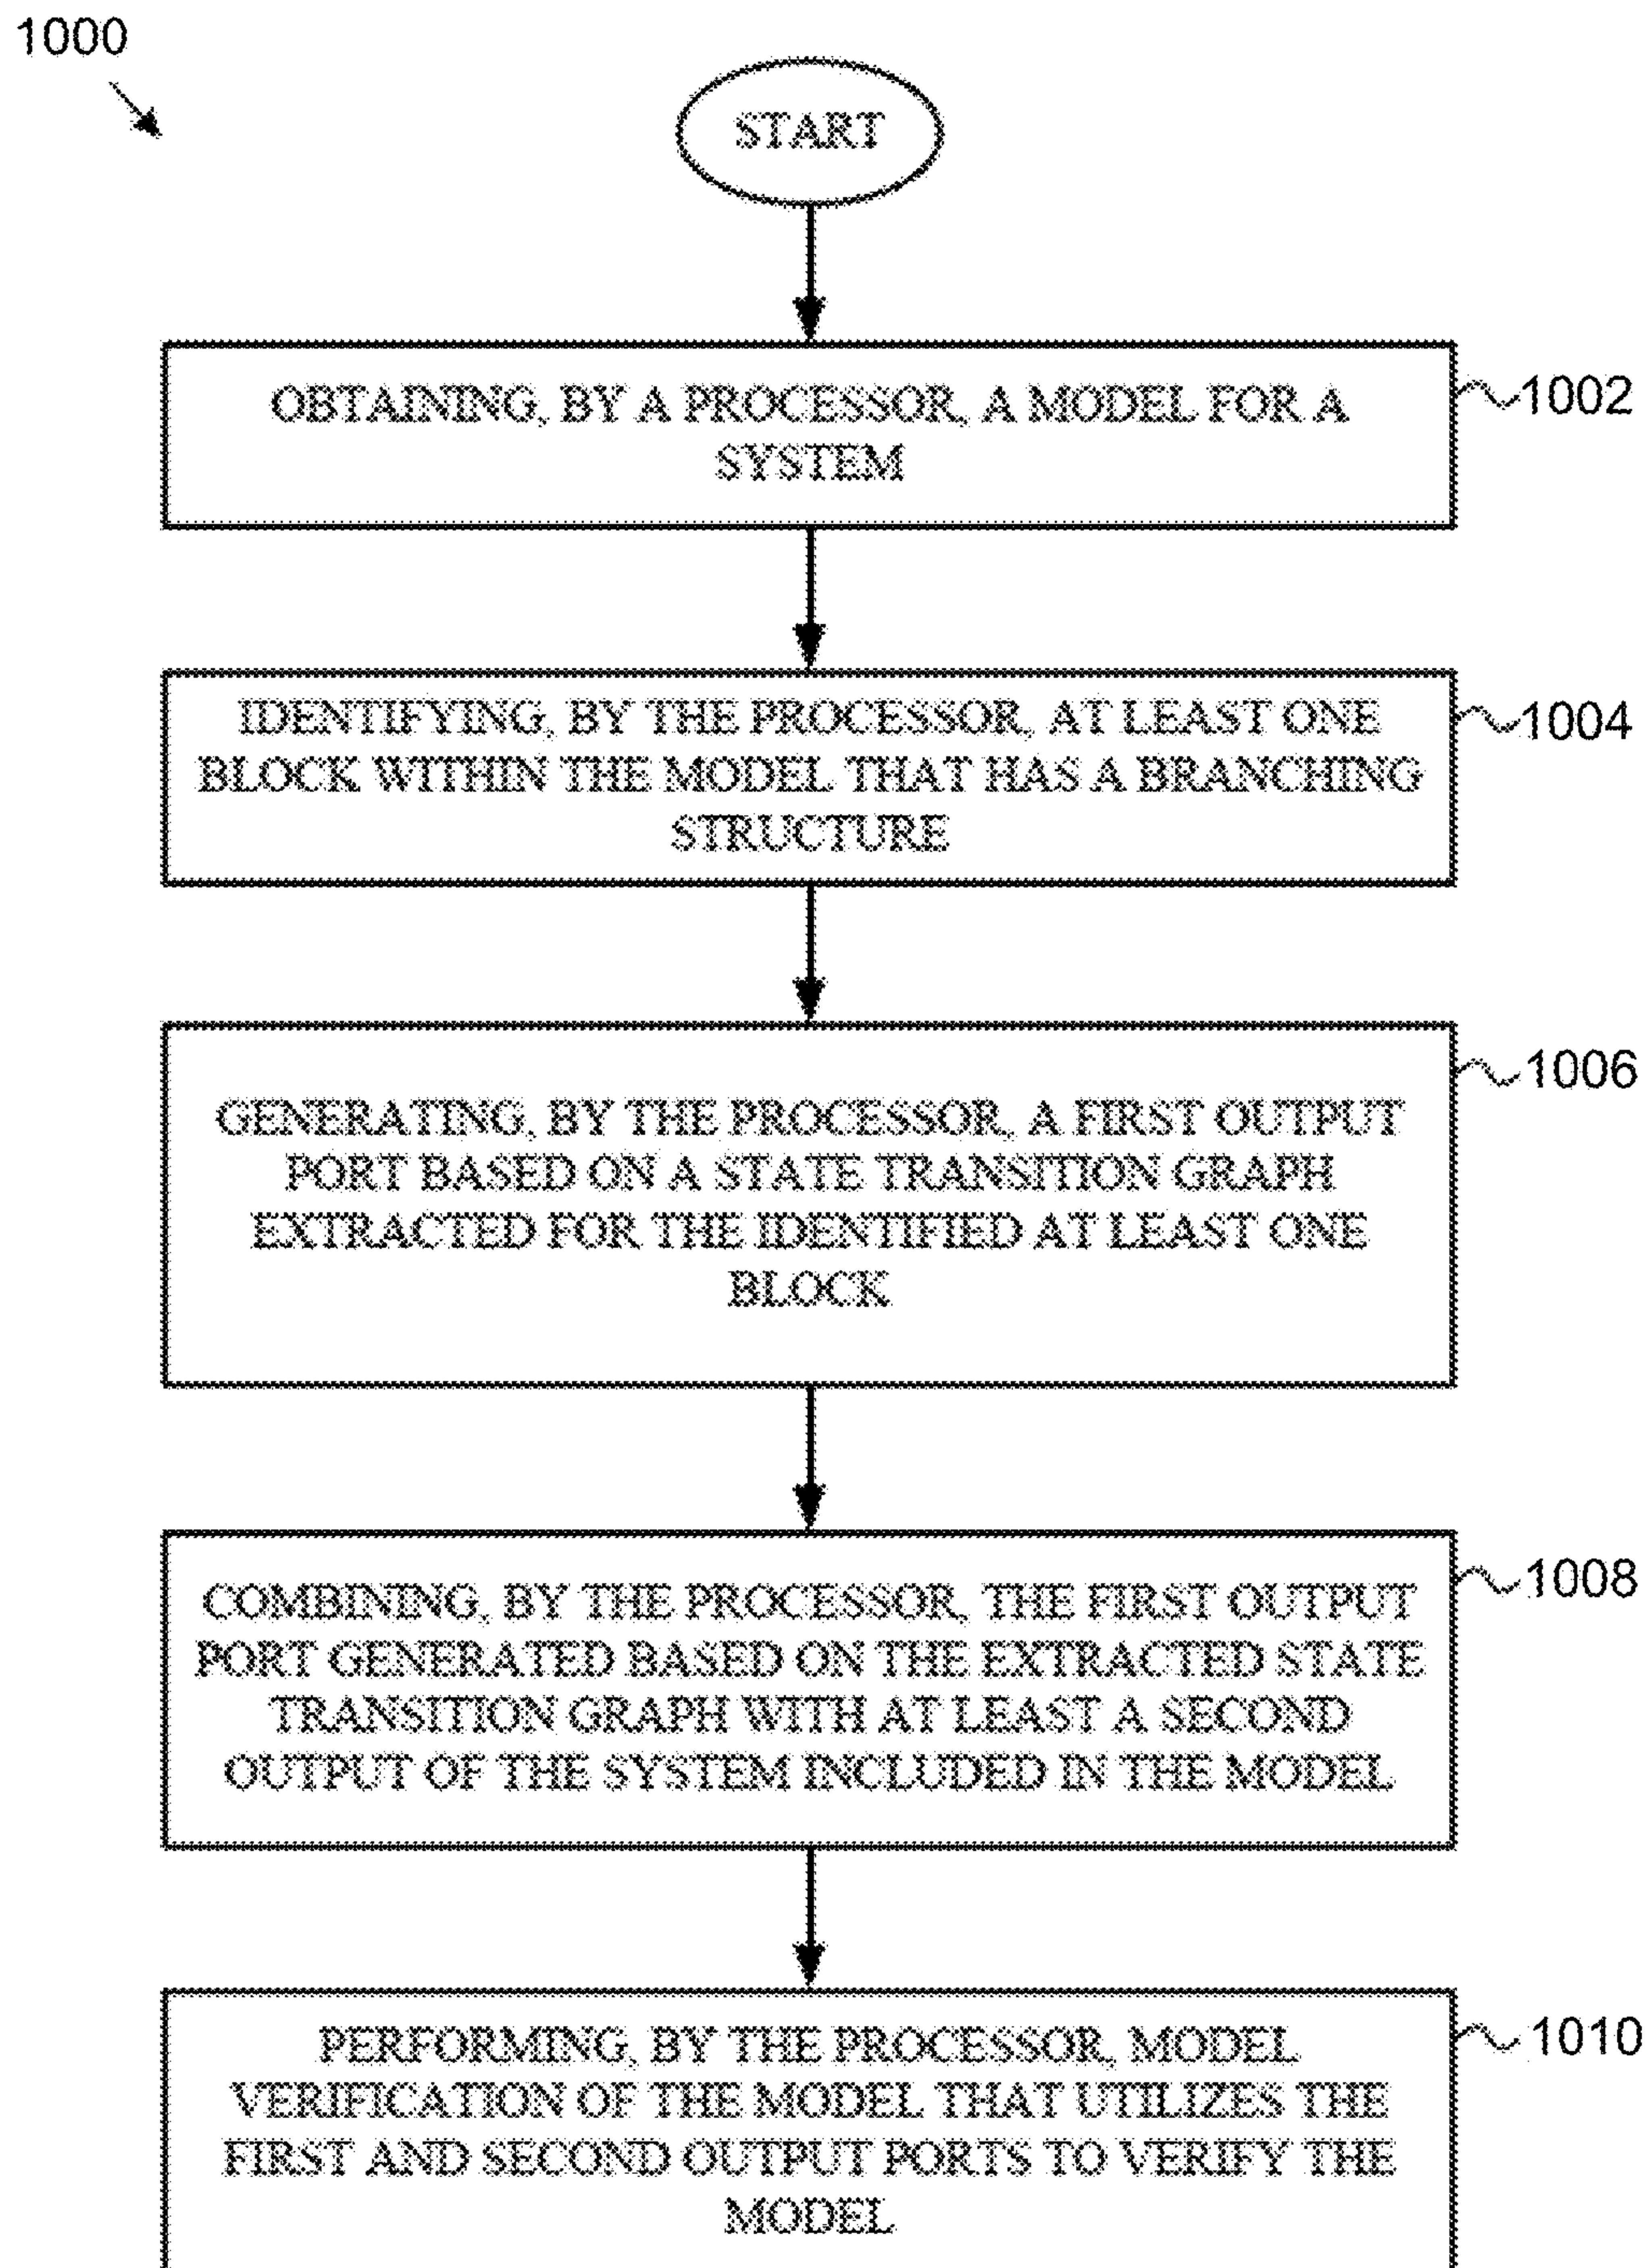 1000
START
OBTAINING, BY A PROCESSOR, A MODEL FOR A
SYSTEM
1002
IDENTIFYING, BY THE PROCESSOR, AT LEAST ONE
BLOCK WITHIN THE MODEL THAT HAS A BRANCHING
STRUCTURE
1004
GENERATING, BY THE PROCESSOR, A FIRST OUTPUT
PORT BASED ON A STATE TRANSITION GRAPH
EXTRACTED FOR THE IDENTIFIED AT LEAST ONE
BLOCK
1006
COMBINING, BY THE PROCESSOR, THE FIRST OUTPUT
PORT GENERATED BASED ON THE EXTRACTED STATE
TRANSITION GRAPH WITH AT LEAST A SECOND
OUTPUT OF THE SYSTEM INCLUDED IN THE MODEL
1008
PERFORMING, BY THE PROCESSOR, MODEL
VERIFICATION OF THE MODEL THAT UTILIZES THE
FIRST AND SECOND OUTPUT PORTS TO VERIFY THE
MODEL
1010